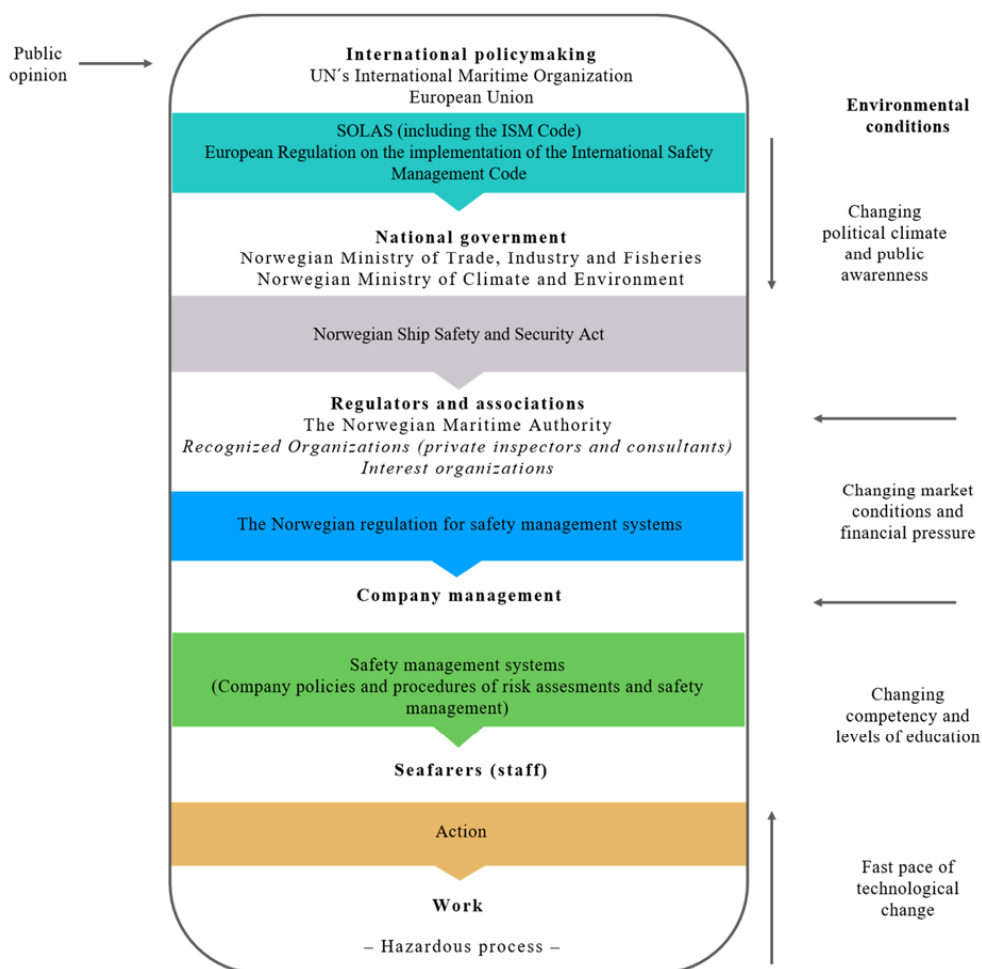 Public
opinion
International policymaking
UN´s International Maritime Organization
European Union
SOLAS (including the ISM Code)
European Regulation on the implementation of the International Safety
Management Code
National government
Norwegian Ministry of Trade, Industry and Fisheries
Norwegian Ministry of Climate and Environment
Norwegian Ship Safety and Security Act
Regulators and associations
The Norwegian Maritime Authority
Recognized Organizations (private inspectors and consultants)
Interest organizations
The Norwegian regulation for safety management systems
Company management
Safety management systems
(Company policies and procedures of risk assesments and safety
management)
Seafarers (staff)
Action
Work
– Hazardous process –
Environmental
conditions
Changing
political climate
and public
awarenness
Changing market
conditions and
financial pressure
Changing
competency and
levels of education
Fast pace of
technological
change